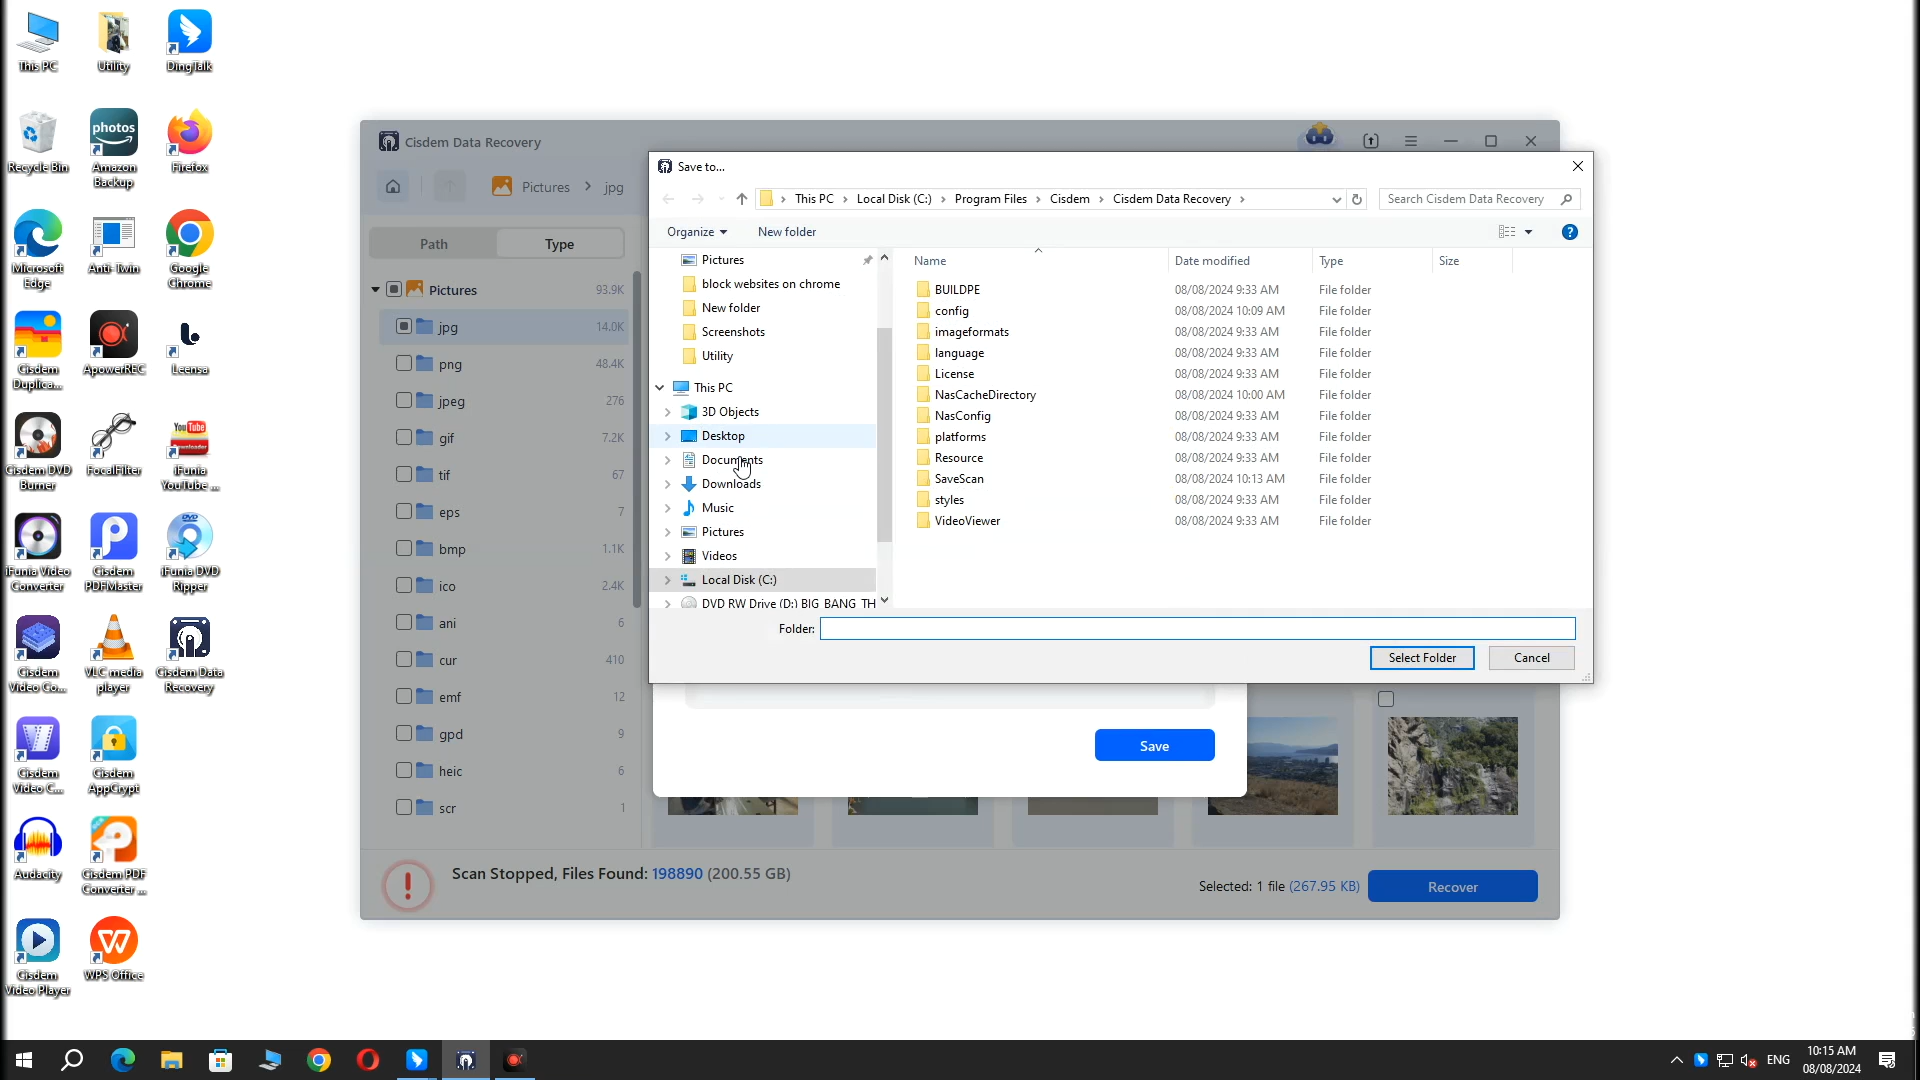 This PC
Utility
DingTalk
Recycle Bin
photos
Amazon
Backup
Firefox
Microsoft
Edge
Anti-Twin
Google
Chrome
Cisdem
Duplica...
ApowerREC
Leensa
Cisdem DVD
Burner
FocalFilter
You Tube
Downloader
iFunia
YouTube ...
iFunia Video
Converter
Cisdem
PDFMaster
DVD
iFunia DVD
Ripper
Cisdem
Video Co...
VLC media
player
Cisdem Data
Recovery
Cisdem
Video C...
Cisdem
AppCrypt
Audacity
Cisdem PDF
Converter ...
Cisdem
Video Player
WPS Office
Cisdem Data Recovery
Pictures > jpg
Path
Type
Pictures 93.9K
jpg 14.0K
png 48.4K
jpeg 276
gif 7.2K
tif 67
eps 7
bmp 1.1K
ico 2.4K
ani 6
cur 410
emf 12
gpd 9
heic 6
scr 1
Save to...
This PC > Local Disk (C:) > Program Files > Cisdem > Cisdem Data Recovery >
Search Cisdem Data Recovery
Organize
New folder
Pictures
block websites on chrome
New folder
Screenshots
Utility
This PC
3D Objects
Desktop
Documents
Downloads
Music
Pictures
Videos
Local Disk (C:)
DVD RW Drive (D:) BIG_BANG_TH
Name Date modified Type Size
BUILDPE 08/08/2024 9:33 AM File folder
config 08/08/2024 10:09 AM File folder
imageformats 08/08/2024 9:33 AM File folder
language 08/08/2024 9:33 AM File folder
License 08/08/2024 9:33 AM File folder
NasCacheDirectory 08/08/2024 10:00 AM File folder
NasConfig 08/08/2024 9:33 AM File folder
platforms 08/08/2024 9:33 AM File folder
Resource 08/08/2024 9:33 AM File folder
SaveScan 08/08/2024 10:13 AM File folder
styles 08/08/2024 9:33 AM File folder
VideoViewer 08/08/2024 9:33 AM File folder
Folder:
Select Folder
Cancel
Save
Scan Stopped, Files Found: 198890 (200.55 GB)
Selected: 1 file (267.95 KB)
Recover
ENG
10:15 AM
08/08/2024